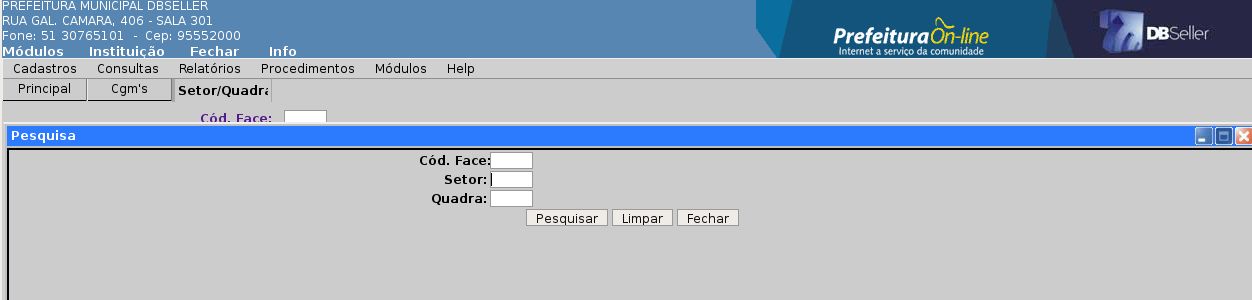 PREFEITURA MUNICIPAL DBSELLER
RUA GAL. CAMARA, 406 - SALA 301
Fone: 51 30765101 - Cep: 95552000
Módulos Instituição Fechar Info
PrefeituraOn-line
Internet a serviço da comunidade
DBSeller
Cadastros Consultas Relatórios Procedimentos Módulos Help
Principal Cgm's Setor/Quadra
Cód. Face:
Pesquisa
Cód. Face:
Setor:
Quadra:
Pesquisar Limpar Fechar